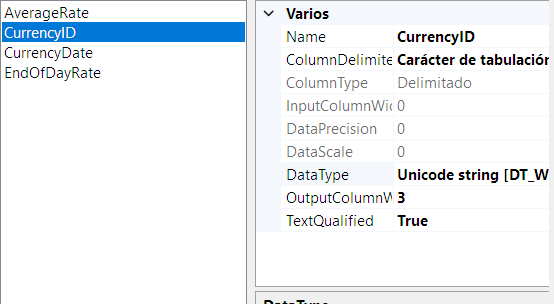 AverageRate
CurrencyID
CurrencyDate
EndOfDayRate
Varios
Name CurrencyID
ColumnDelimite Carácter de tabulación
ColumnType Delimitado
InputColumnWid 0
DataPrecision 0
DataScale 0
DataType Unicode string [DT_W
OutputColumnW 3
TextQualified True
DataType